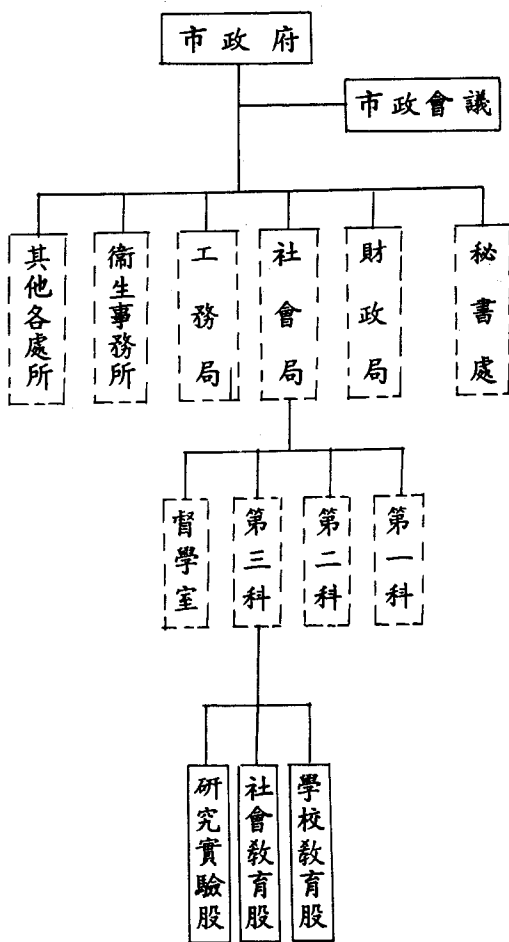 市政府
市政會議
秘書處
財政局
社會局
工務局
衞生事務所
其他各處所
第一科
第二科
第三科
督學室
學校教育股
社會教育股
研究實驗股